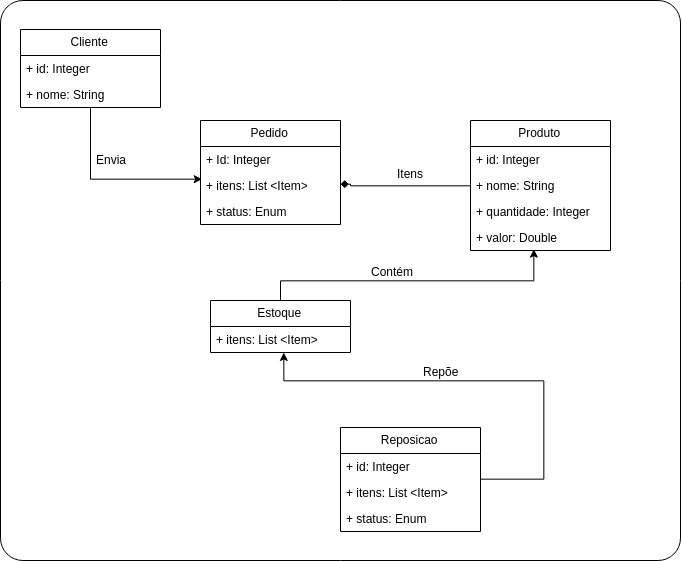 Cliente
+ id: Integer
+ nome: String
Envia
Pedido
+ Id: Integer
+ itens: List <Item>
+ status: Enum
Itens
Produto
+ id: Integer
+ nome: String
+ quantidade: Integer
+ valor: Double
Contém
Estoque
+ itens: List <Item>
Repõe
Reposicao
+ id: Integer
+ itens: List <Item>
+ status: Enum